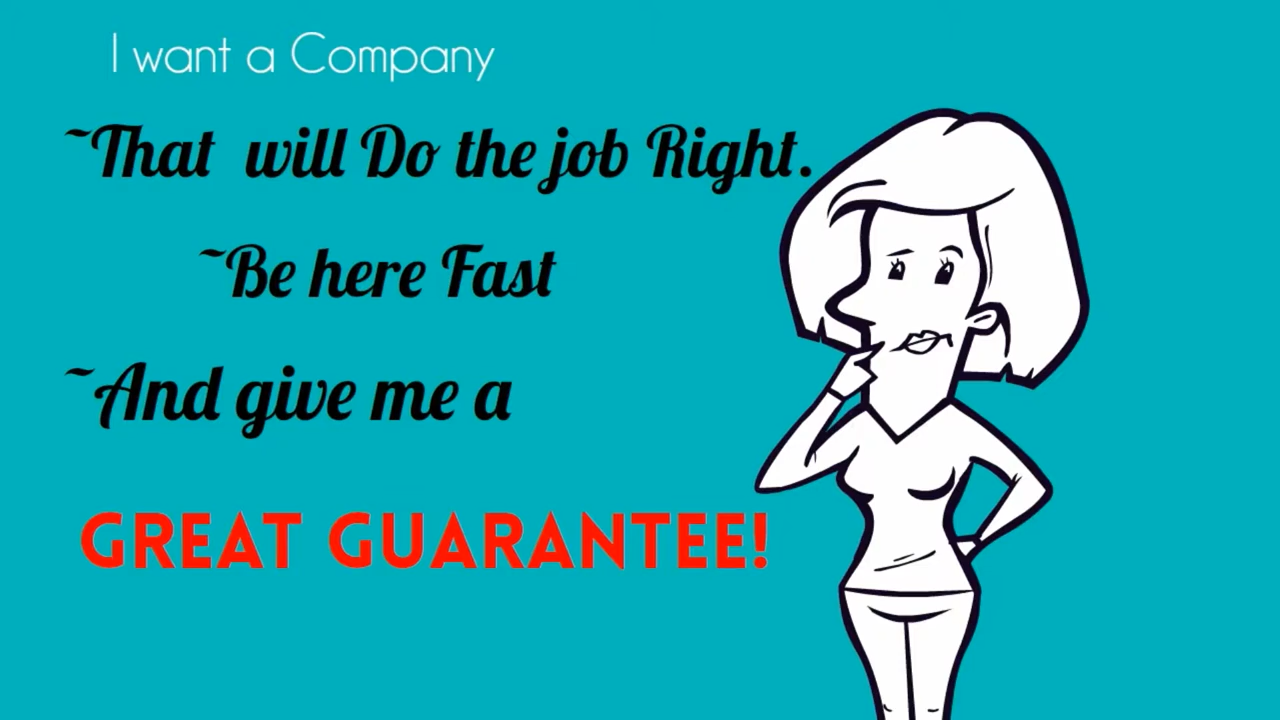 I want a Company
~That will Do the job Right.
~Be here Fast
~And give me a
GREAT GUARANTEE!